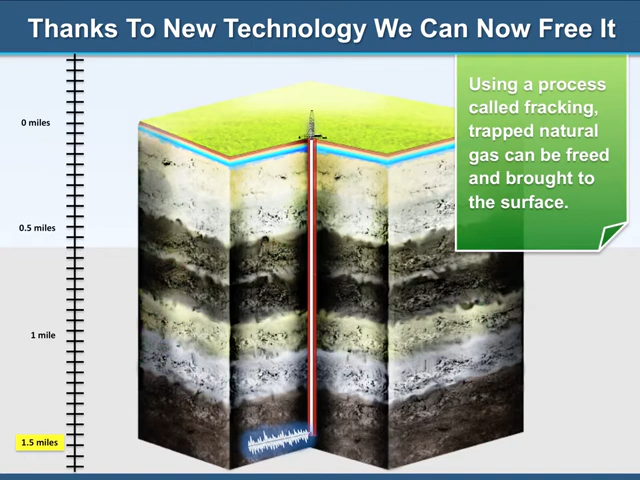 Thanks To New Technology We Can Now Free It
Using a process
called fracking,
trapped natural
gas can be freed
and brought to
the surface.
0 miles
0.5 miles
1 mile
1.5 miles